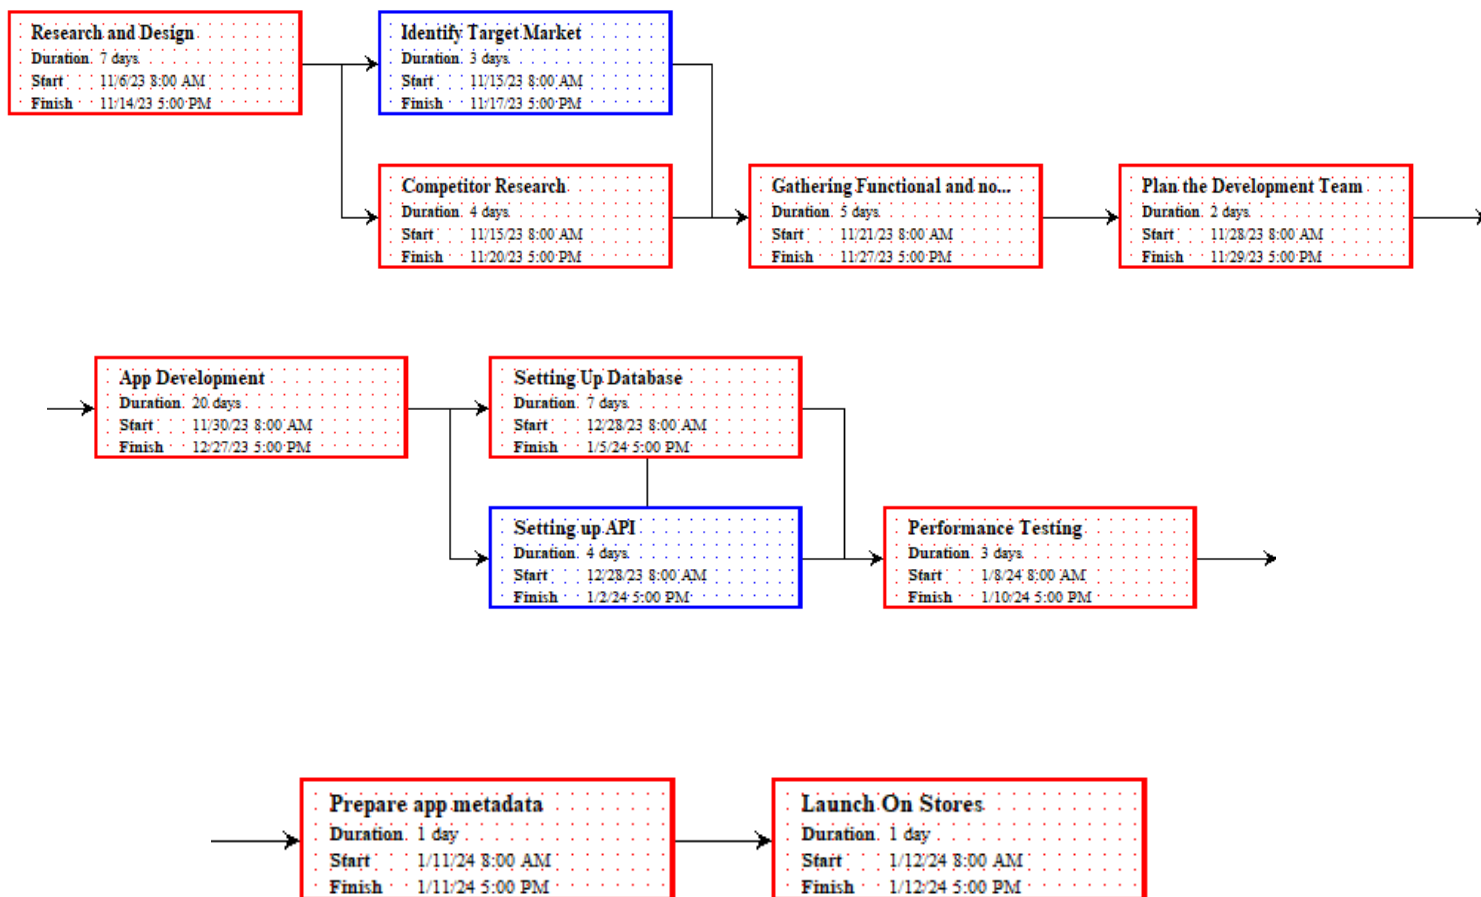 Research and Design
Duration 7 days
Start 11/6/23 8:00 AM
Finish 11/14/23 5:00 PM
Identify Target Market
Duration 3 days
Start 11/15/23 8:00 AM
Finish 11/17/23 5:00 PM
Competitor Research
Duration 4 days
Start 11/15/23 8:00 AM
Finish 11/20/23 5:00 PM
Gathering Functional and no...
Duration 5 days
Start 11/21/23 8:00 AM
Finish 11/27/23 5:00 PM
Plan the Development Team
Duration 2 days
Start 11/28/23 8:00 AM
Finish 11/29/23 5:00 PM
App Development
Duration 20 days
Start 11/30/23 8:00 AM
Finish 12/27/23 5:00 PM
Setting Up Database
Duration 7 days
Start 12/28/23 8:00 AM
Finish 1/5/24 5:00 PM
Setting up API
Duration 4 days
Start 12/28/23 8:00 AM
Finish 1/2/24 5:00 PM
Performance Testing
Duration 3 days
Start 1/8/24 8:00 AM
Finish 1/10/24 5:00 PM
Prepare app metadata
Duration 1 day
Start 1/11/24 8:00 AM
Finish 1/11/24 5:00 PM
Launch On Stores
Duration 1 day
Start 1/12/24 8:00 AM
Finish 1/12/24 5:00 PM